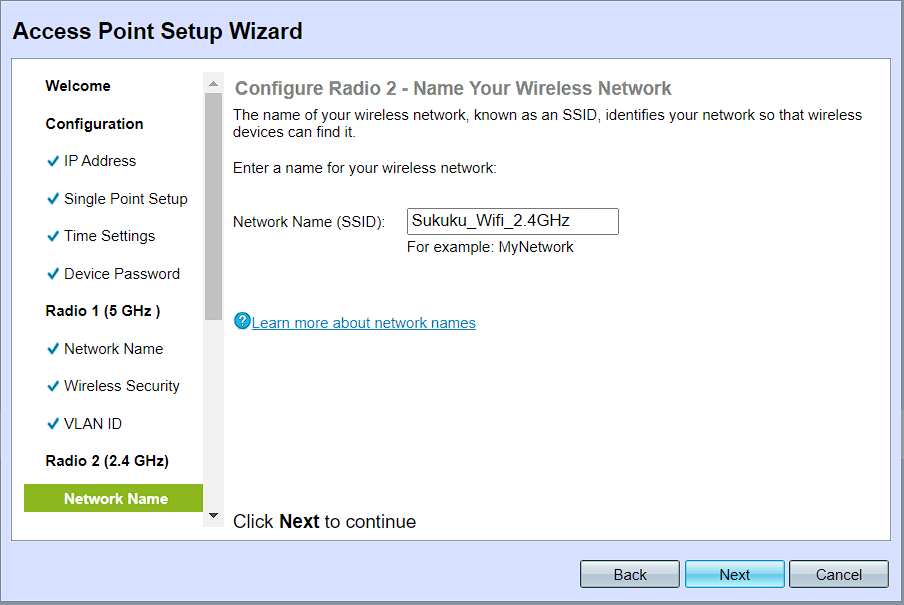 Access Point Setup Wizard
Welcome
Configuration
IP Address
Single Point Setup
Time Settings
Device Password
Radio 1 (5 GHz )
Network Name
Wireless Security
VLAN ID
Radio 2 (2.4 GHz)
Network Name
Configure Radio 2 - Name Your Wireless Network
The name of your wireless network, known as an SSID, identifies your network so that wireless
devices can find it.
Enter a name for your wireless network:
Network Name (SSID): Sukuku_Wifi_2.4GHz
For example: MyNetwork
?Learn more about network names
Click Next to continue
Back Next Cancel